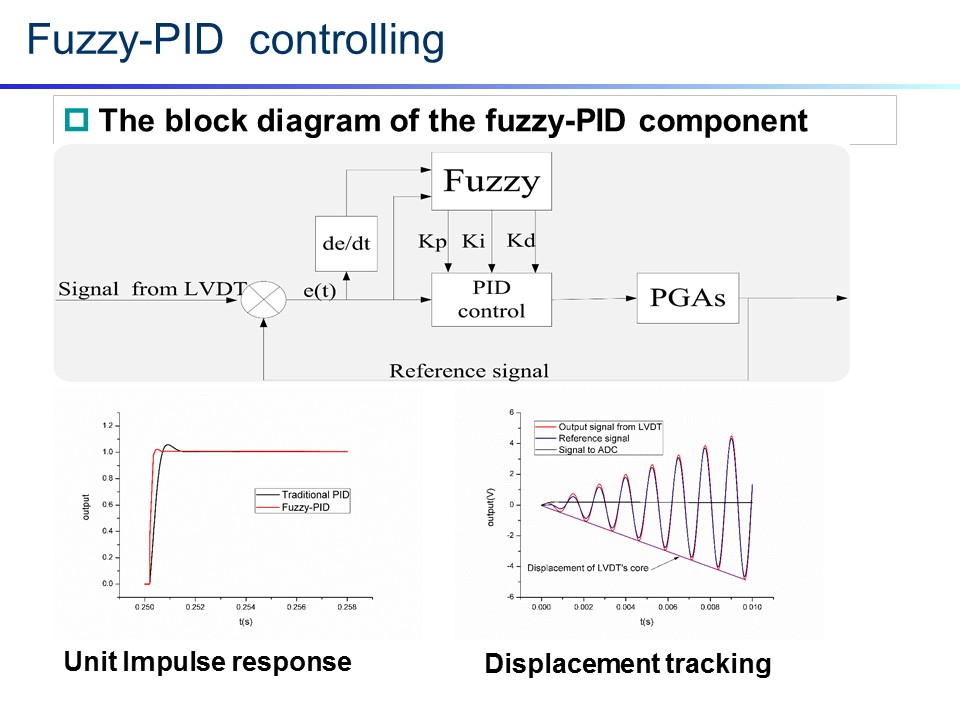 Fuzzy-PID controlling
The block diagram of the fuzzy-PID component
Fuzzy
de/dt
Kp Ki Kd
Signal from LVDT
e(t)
PID
control
PGAs
Reference signal
1.2
1.0
0.8
0.6
0.4
0.2
0.0
output
Traditional PID
Fuzzy-PID
0.250 0.252 0.254 0.256 0.258
t(s)
6
4
2
0
-2
-4
-6
output(V)
Output signal from LVDT
Reference signal
Signal to ADC
Displacement of LVDT's core
0.000 0.002 0.004 0.006 0.008 0.010
t(s)
Unit Impulse response
Displacement tracking